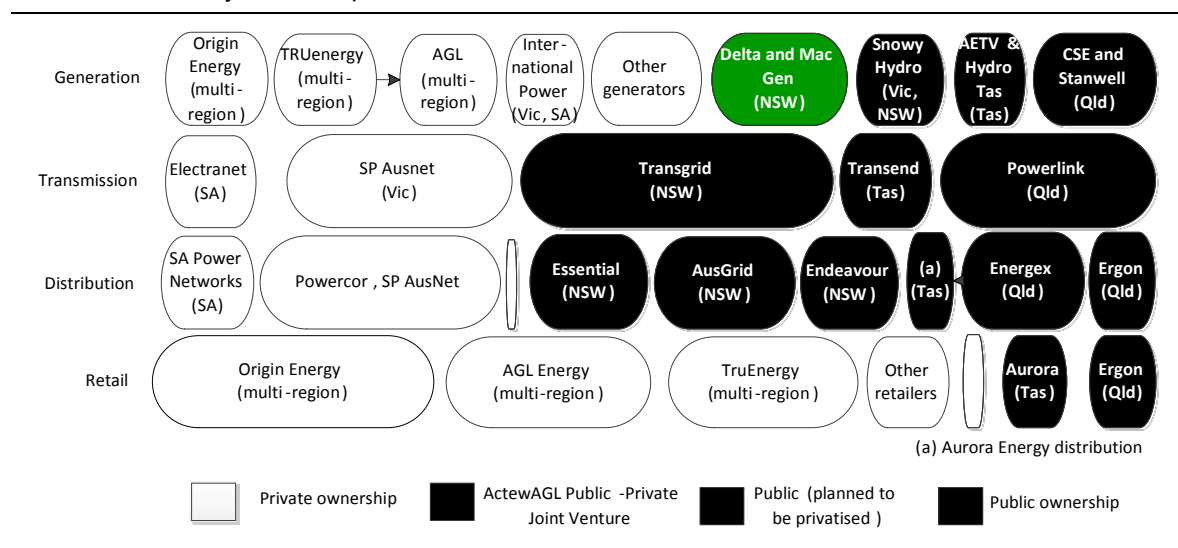 Generation
Origin
Energy
(multi-
region)
TRUenergy
(multi-
region)
AGL
(multi-
region)
Inter-
national
Power
(Vic, SA)
Other
generators
Delta and Mac
Gen
(NSW)
Snowy
Hydro
(Vic,
NSW)
AETV &
Hydro
Tas
(Tas)
CSE and
Stanwell
(Qld)
Transmission
Electranet
(SA)
SP Ausnet
(Vic)
Transgrid
(NSW)
Transend
(Tas)
Powerlink
(Qld)
Distribution
SA Power
Networks
(SA)
Powercor, SP AusNet
Essential
(NSW)
AusGrid
(NSW)
Endeavour
(NSW)
(a)
(Tas)
Energex
(Qld)
Ergon
(Qld)
Retail
Origin Energy
(multi-region)
AGL Energy
(multi-region)
TruEnergy
(multi-region)
Other
retailers
Aurora
(Tas)
Ergon
(Qld)
(a) Aurora Energy distribution
Private ownership
ActewAGL Public -Private
Joint Venture
Public (planned to
be privatised)
Public ownership